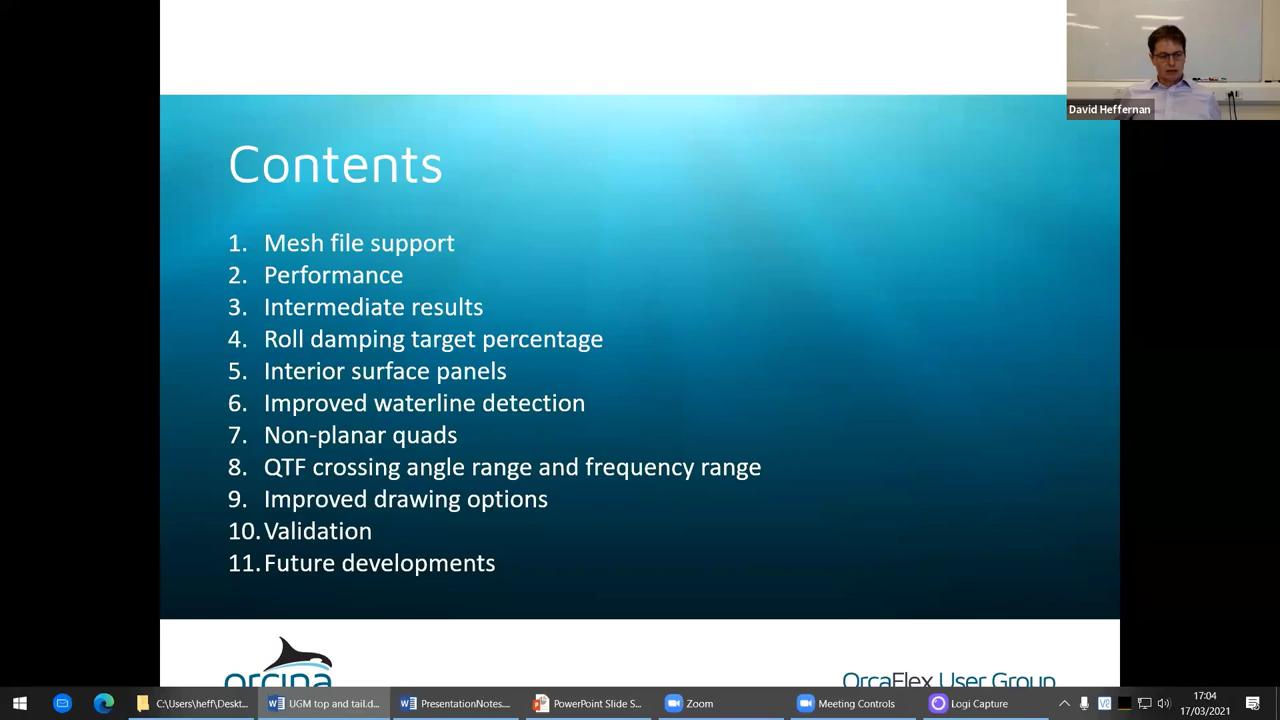 David Heffernan
Contents
1. Mesh file support
2. Performance
3. Intermediate results
4. Roll damping target percentage
5. Interior surface panels
6. Improved waterline detection
7. Non-planar quads
8. QTF crossing angle range and frequency range
9. Improved drawing options
10. Validation
11. Future developments
orcina
OrcaFlex User Group
C:\Users\heff\Deskt...
UGM top and tail.d...
PresentationNotes....
PowerPoint Slide S...
Zoom
Meeting Controls
Logi Capture
17:04
17/03/2021